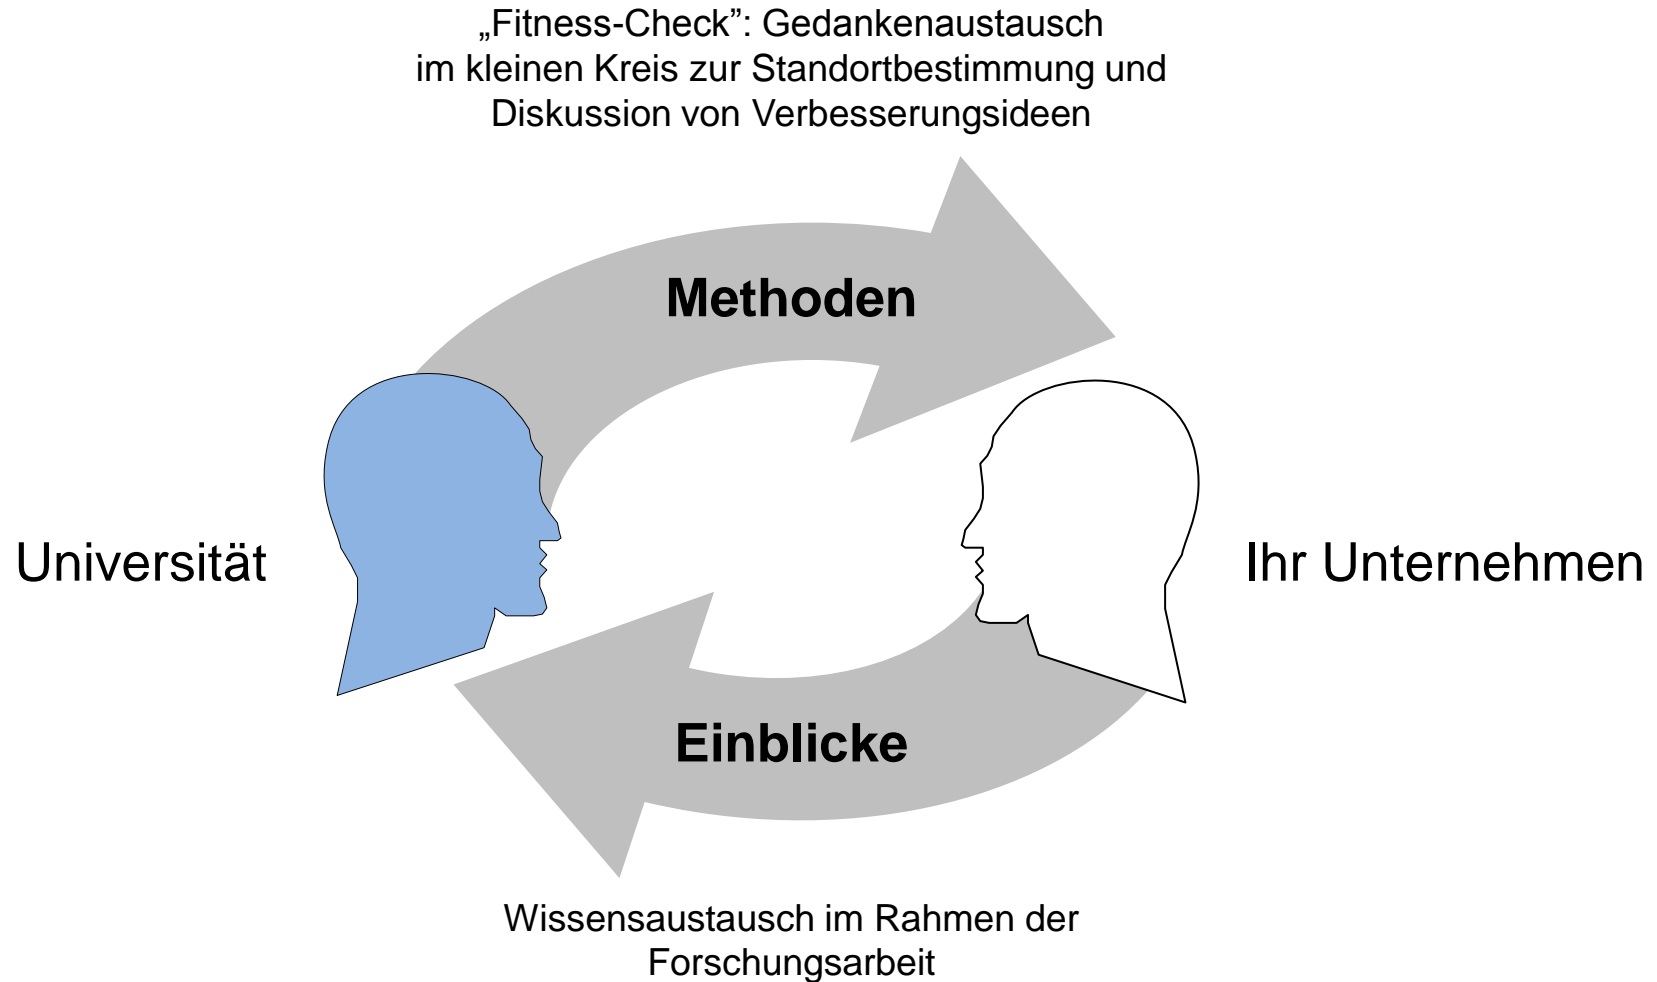 „Fitness-Check”: Gedankenaustausch
im kleinen Kreis zur Standortbestimmung und
Diskussion von Verbesserungsideen
Methoden
Universität
Ihr Unternehmen
Einblicke
Wissensaustausch im Rahmen der
Forschungsarbeit